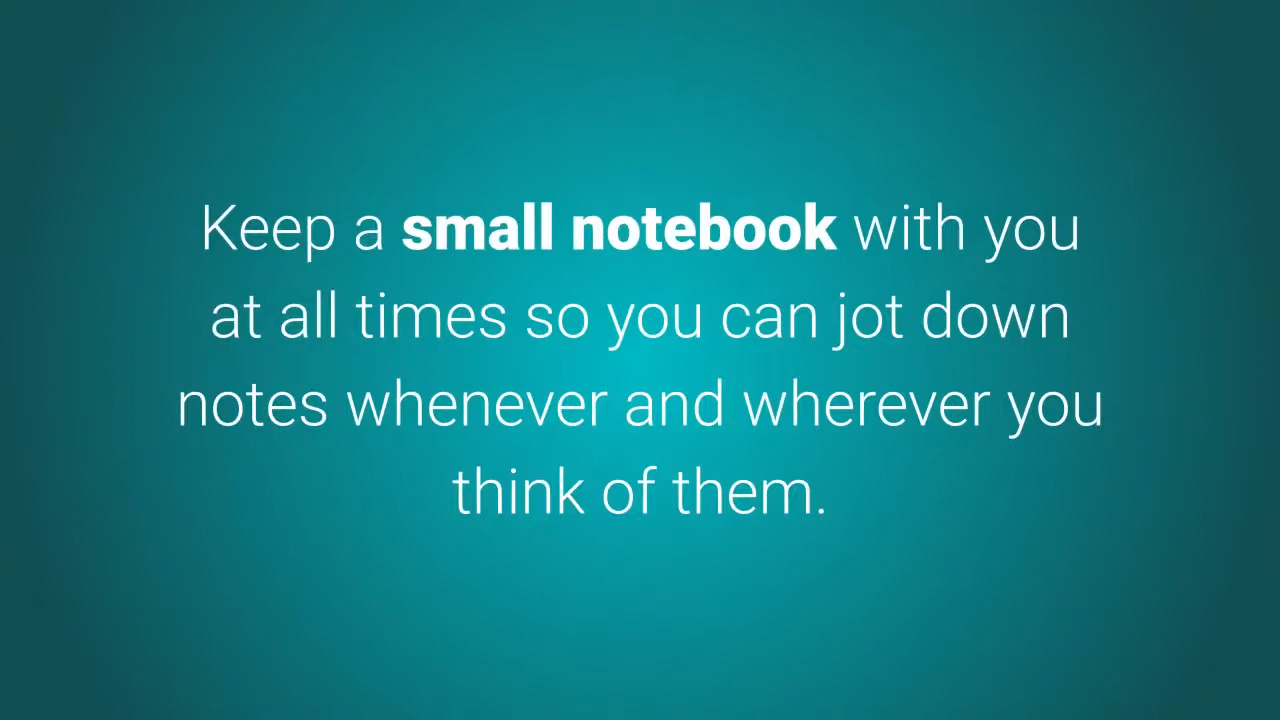 Keep a small notebook with you
at all times so you can jot down
notes whenever and wherever you
think of them.